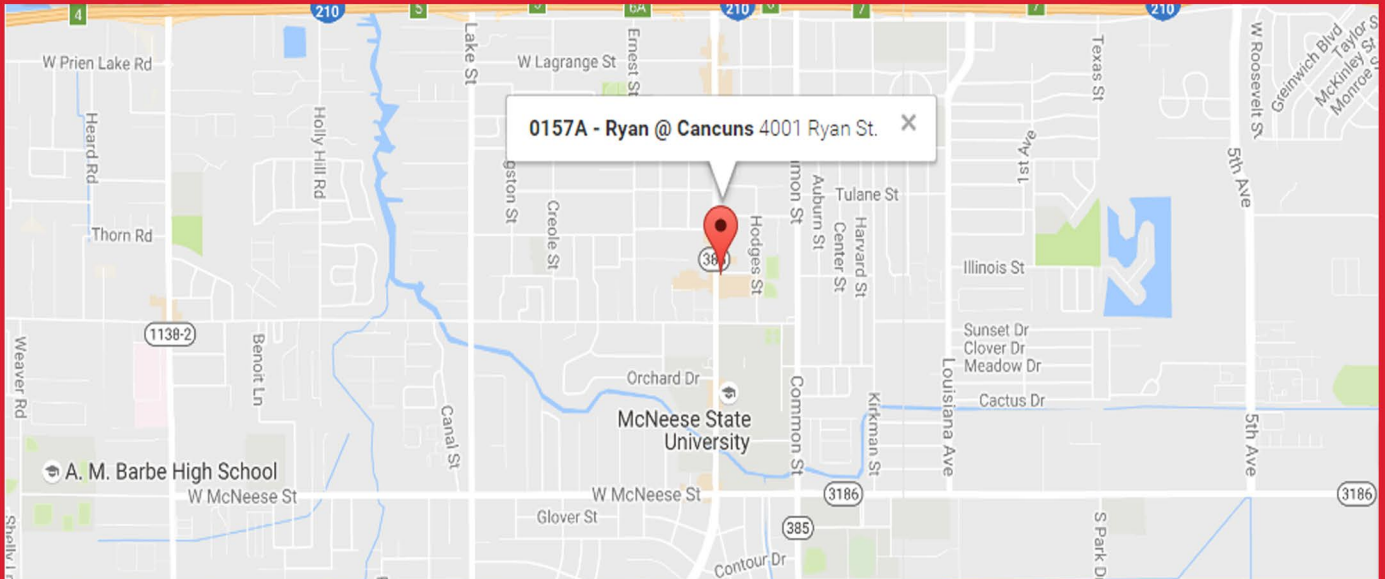 210
5
6A
210
6
7
7
210
4
W Prien Lake Rd
Lake St
W Lagrange St
Ernest St
Texas St
W Roosevelt St
Greinwich Blvd
Taylor S
McKinley St
Monroe
Heard Rd
Holly Hill Rd
0157A - Ryan @ Cancuns 4001 Ryan St. ×
1st Ave
5th Ave
gston St
Creole St
Hodges St
mon St
Auburn St
Tulane St
Center St
Harvard St
Thorn Rd
Illinois St
1138-2
Sunset Dr
Clover Dr
Meadow Dr
Weaver Rd
Benoit Ln
Orchard Dr
Louisiana Ave
Cactus Dr
McNeese State
University
Common St
Kirkman St
Canal St
5th Ave
A. M. Barbe High School
W McNeese St
W McNeese St
3186
3186
Glover St
385
Shelly Ln
S Park D
Contour Dr